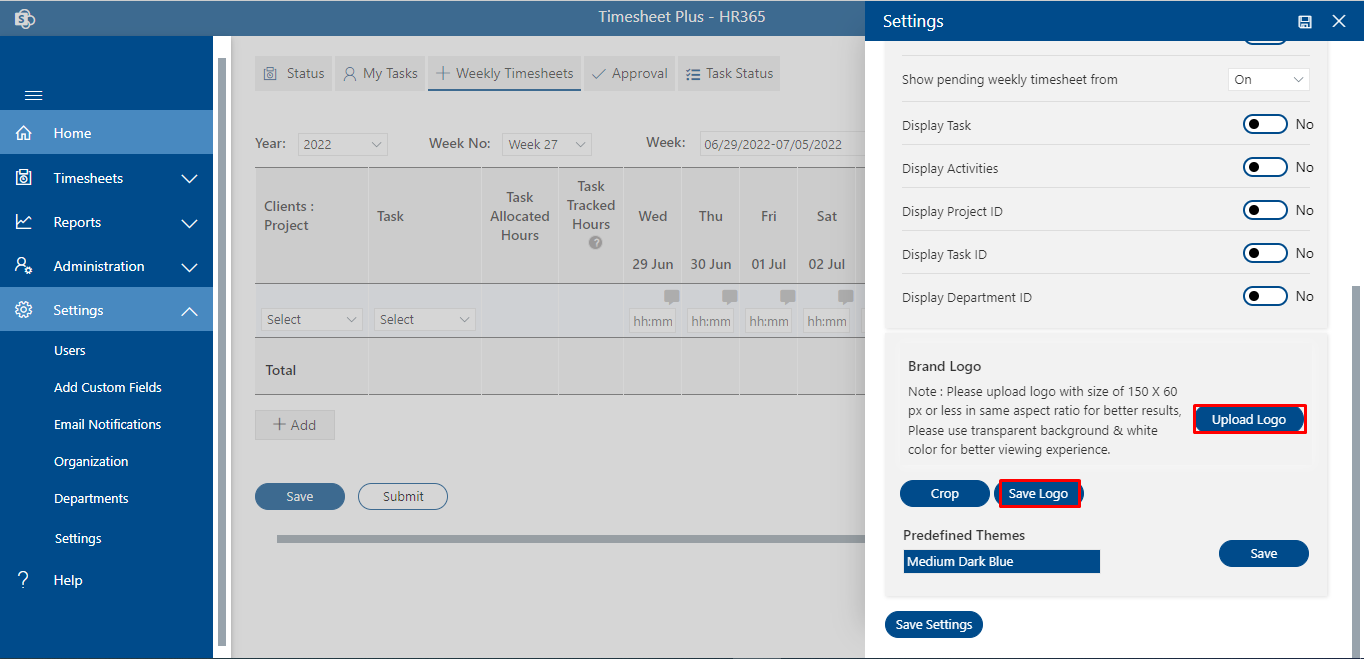 Timesheet Plus - HR365
Home
Timesheets
Reports
Administration
Settings
Users
Add Custom Fields
Email Notifications
Organization
Departments
Settings
? Help
Status
My Tasks
Weekly Timesheets
Approval
Task Status
Year: 2022 Week No: Week 27 Week: 06/29/2022-07/05/2022
Clients :
Project
Task
Task
Allocated
Hours
Task
Tracked
Hours
?
Wed
29 Jun
Thu
30 Jun
Fri
01 Jul
Sat
02 Jul
Select Select hh:mm hh:mm hh:mm hh:mm
Total
+ Add
Save Submit
Settings
Show pending weekly timesheet from On
Display Task No
Display Activities No
Display Project ID No
Display Task ID No
Display Department ID No
Brand Logo
Note : Please upload logo with size of 150 X 60
px or less in same aspect ratio for better results,
Please use transparent background & white
color for better viewing experience.
Upload Logo
Crop Save Logo
Predefined Themes
Medium Dark Blue
Save
Save Settings